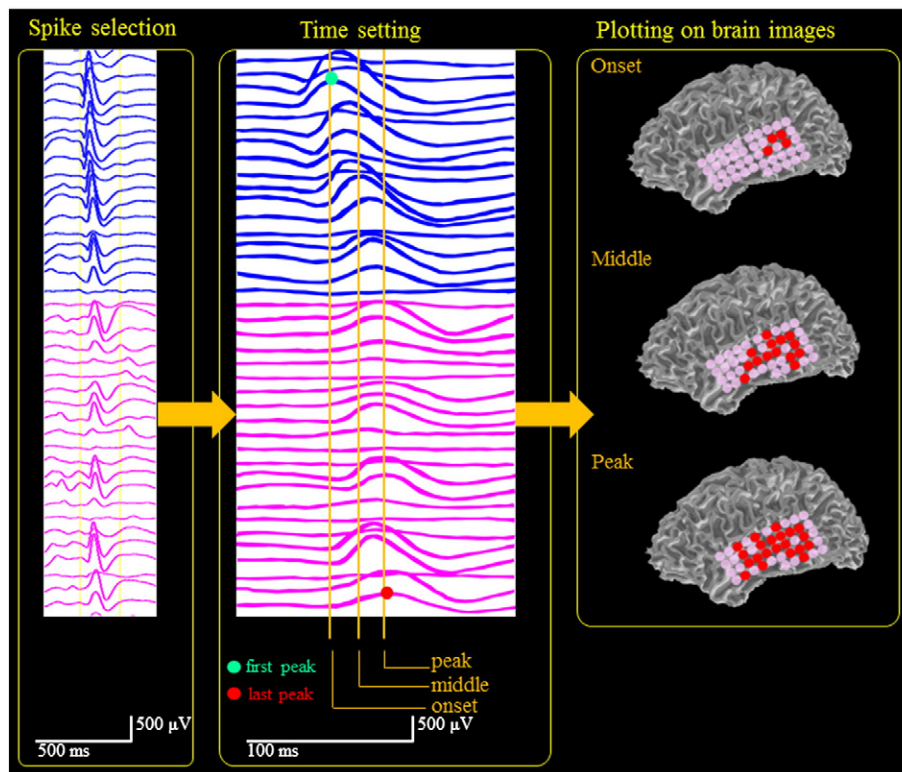 Spike selection
Time setting
Plotting on brain images
Onset
Middle
Peak
first peak
last peak
peak
middle
onset
500 μV
500 ms
500 μV
100 ms